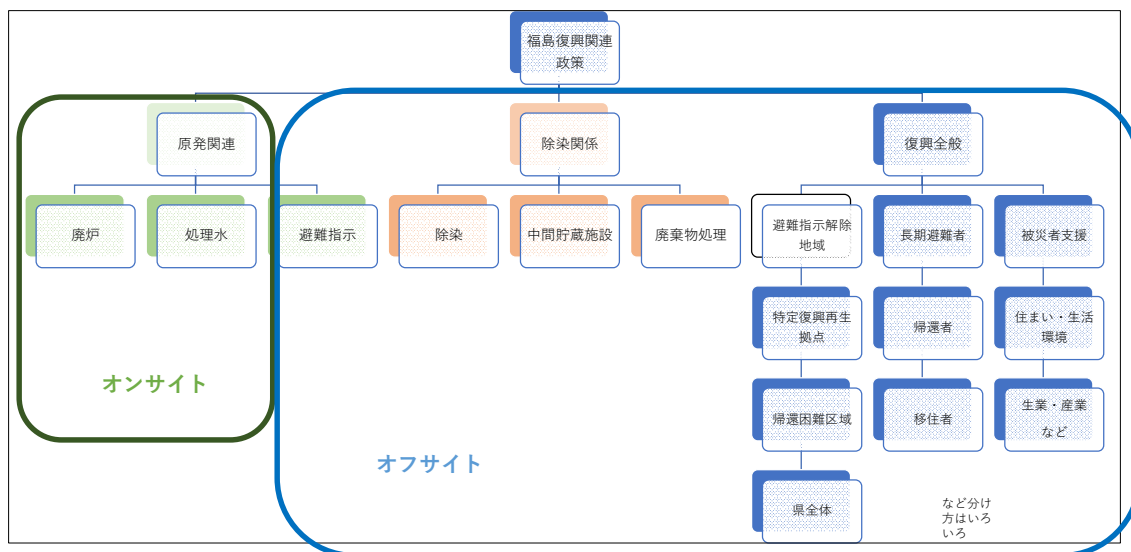 福島復興関連
政策
原発関連
除染関係
復興全般
廃炉
処理水
避難指示
除染
中間貯蔵施設
廃棄物処理
避難指示解除
地域
長期避難者
被災者支援
特定復興再生
拠点
帰還者
住まい・生活
環境
オンサイト
帰還困難区域
移住者
生業・産業
など
オフサイト
県全体
など分け
方はいろ
いろ